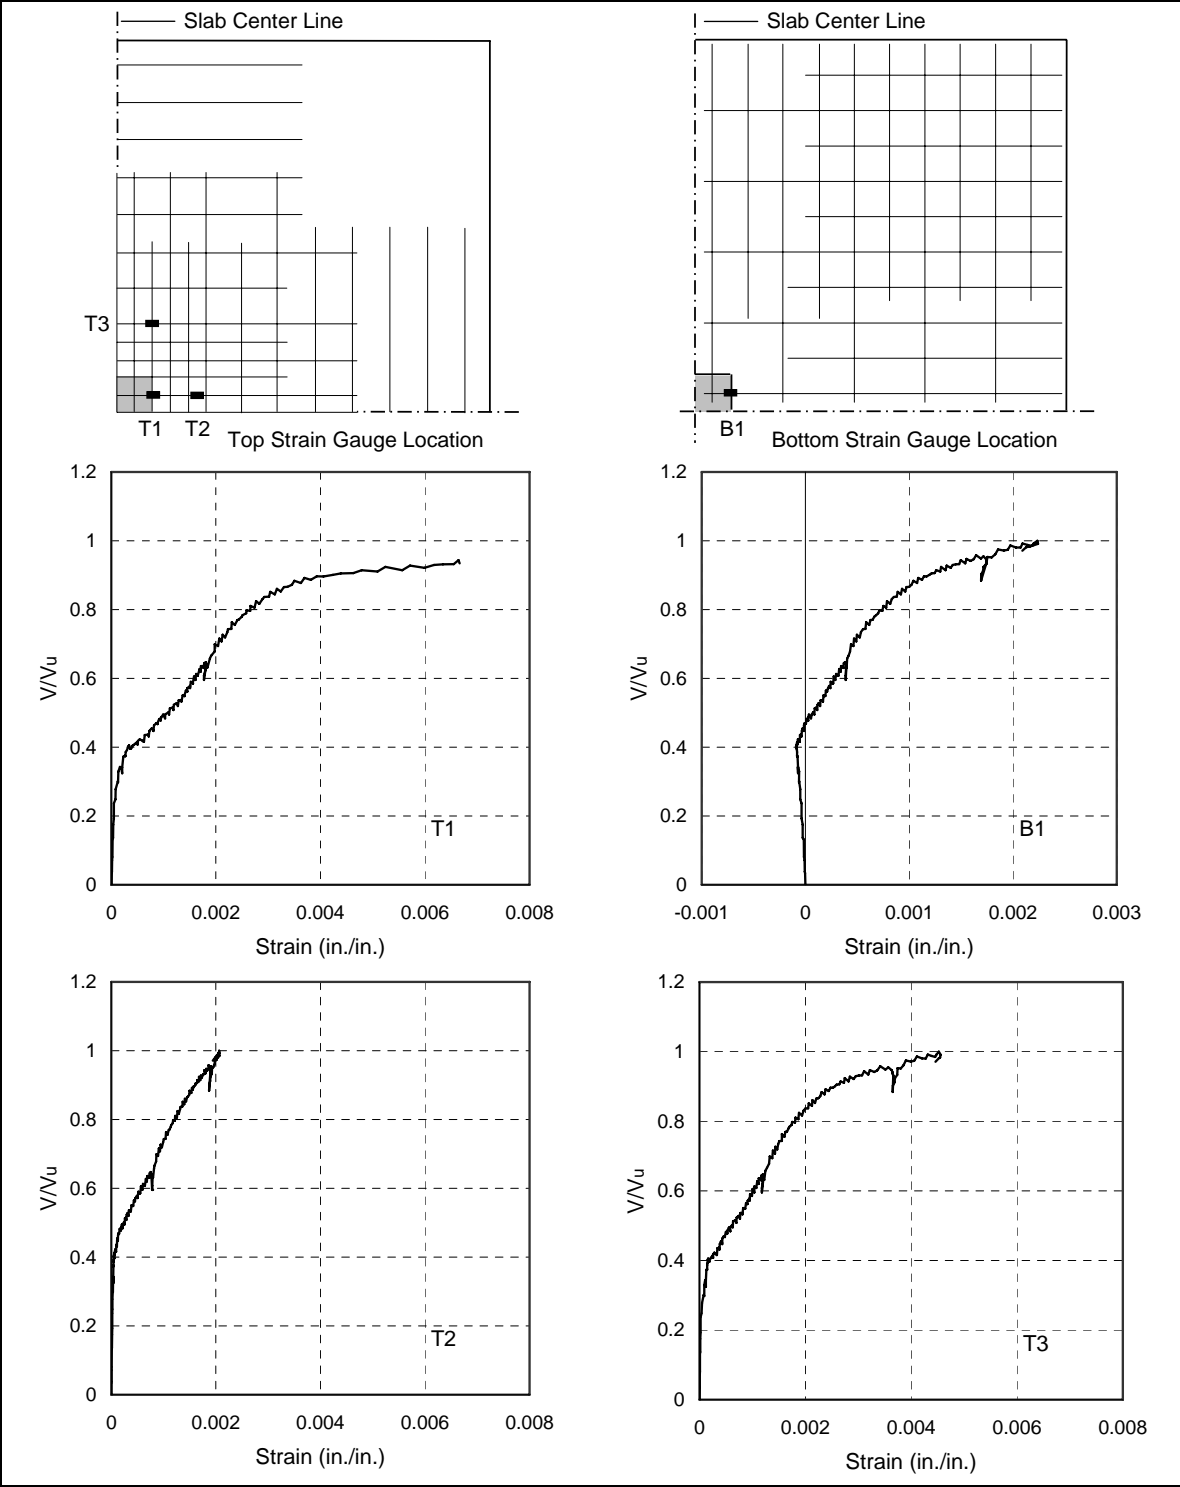 Slab Center Line
Slab Center Line
T3
T1
T2
Top Strain Gauge Location
B1
Bottom Strain Gauge Location
1.2
1
0.8
0.6
0.4
0.2
0
V/Vu
T1
0
0.002
0.004
0.006
0.008
Strain (in./in.)
1.2
1
0.8
0.6
0.4
0.2
0
V/Vu
B1
-0.001
0
0.001
0.002
0.003
Strain (in./in.)
1.2
1
0.8
0.6
0.4
0.2
0
V/Vu
T2
0
0.002
0.004
0.006
0.008
Strain (in./in.)
1.2
1
0.8
0.6
0.4
0.2
0
V/Vu
T3
0
0.002
0.004
0.006
0.008
Strain (in./in.)